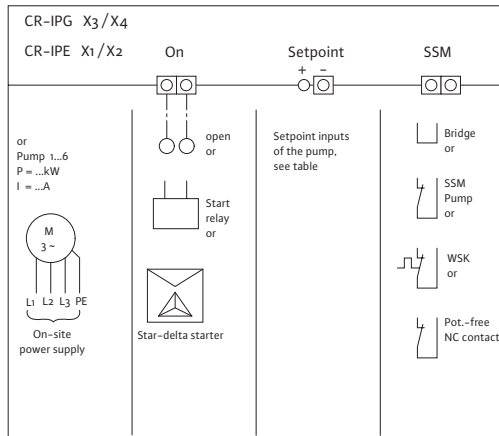 CR-IPG X3/X4
CR-IPE X1/X2 On Setpoint SSM
+ -
or
Pump 1...6
P = ...kW
I = ...A
M
3 ~
L1 L2 L3 PE
On-site
power supply
open
or
Start
relay
or
Star-delta starter
Setpoint inputs
of the pump,
see table
Bridge
or
SSM
Pump
or
WSK
or
Pot.-free
NC contact